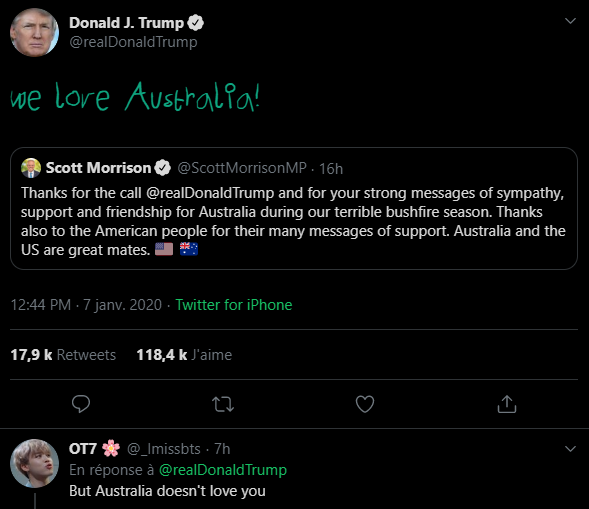 Donald J. Trump
@realDonaldTrump
we love Australia!
Scott Morrison @ScottMorrisonMP · 16h
Thanks for the call @realDonaldTrump and for your strong messages of sympathy,
support and friendship for Australia during our terrible bushfire season. Thanks
also to the American people for their many messages of support. Australia and the
US are great mates. 🇺🇸 🇦🇺
12:44 PM · 7 janv. 2020 · Twitter for iPhone
17,9 k Retweets 118,4 k J'aime
OT7 🌸 @_lmissbts · 7h
En réponse à @realDonaldTrump
But Australia doesn't love you